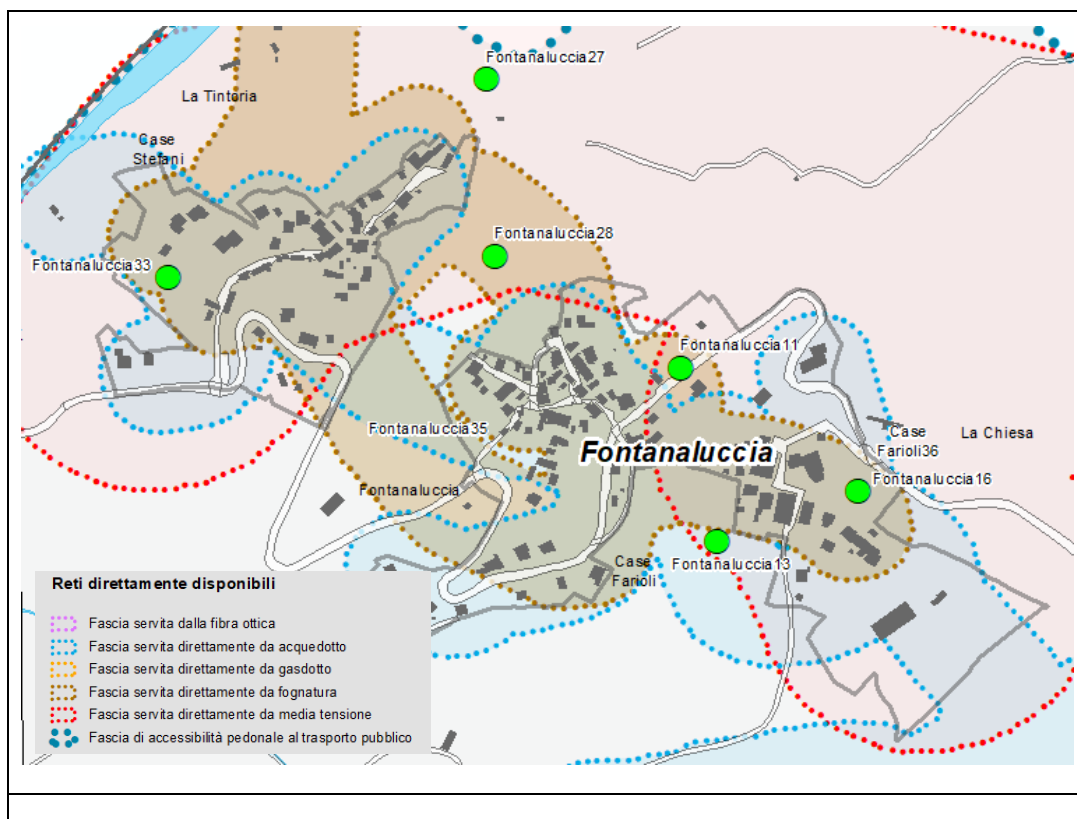 Fontanaluccia27
La Tintoria
Case
Stefani
Fontanaluccia28
Fontanaluccia33
Fontanaluccia11
Fontanaluccia35
La Chiesa
Case
Farioli36
Fontanaluccia
Fontanaluccia16
Fontanaluccia
Fontanaluccia13
Case
Farioli
Reti direttamente disponibili
Fascia servita dalla fibra ottica
Fascia servita direttamente da acquedotto
Fascia servita direttamente da gasdotto
Fascia servita direttamente da fognatura
Fascia servita direttamente da media tensione
Fascia di accessibilità pedonale al trasporto pubblico